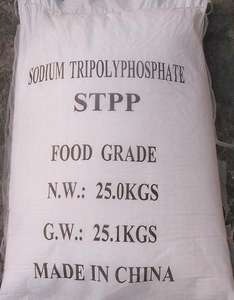 SODIUM TRIPOLYPHOSPHATE
STPP
FOOD GRADE
N.W.: 25.0KGS
G.W.: 25.1KGS
MADE IN CHINA